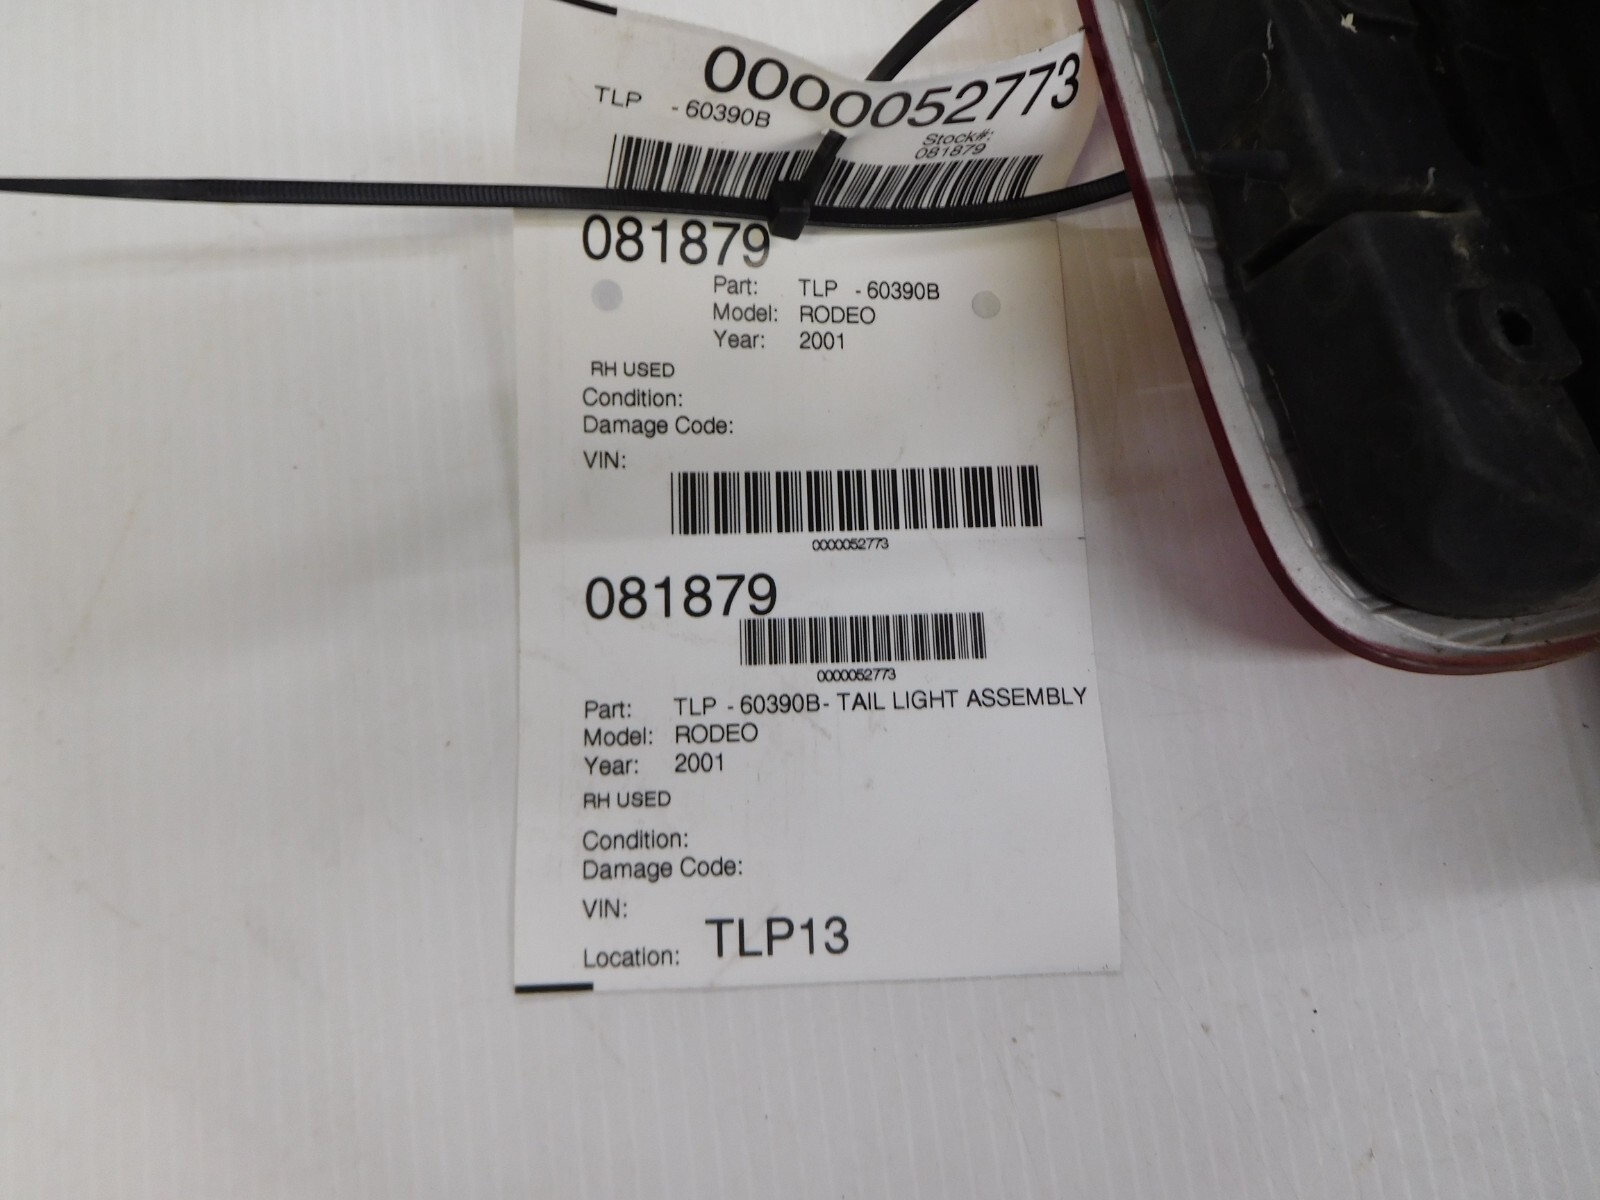 0000052773
TLP - 60390B
Stock#:
081879
081879
Part: TLP - 60390B
Model: RODEO
Year: 2001
RH USED
Condition:
Damage Code:
VIN:
0000052773
081879
0000052773
Part: TLP - 60390B- TAIL LIGHT ASSEMBLY
Model: RODEO
Year: 2001
RH USED
Condition:
Damage Code:
VIN:
Location: TLP13